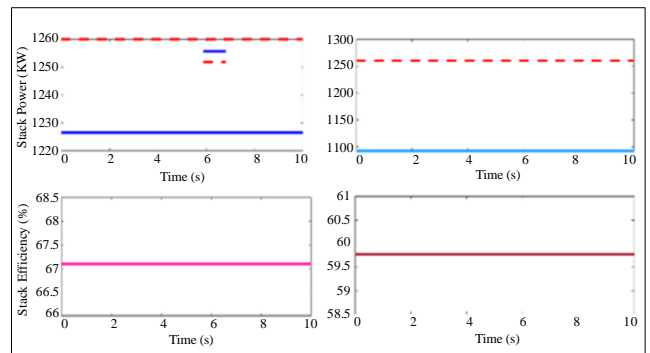 Stack Power (KW)
1260
1250
1240
1230
1220
0 2 4 6 8 10
Time (s)
1300
1250
1200
1150
1100
0 2 4 6 8 10
Time (s)
Stack Efficiency (%)
68.5
68
67.5
67
66.5
66
0 2 4 6 8 10
Time (s)
61
60.5
60
59.5
59
58.5
0 2 4 6 8 10
Time (s)